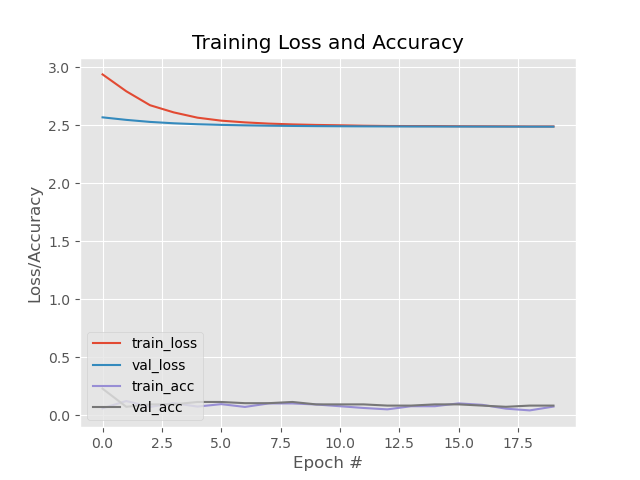 Training Loss and Accuracy
3.0
2.5
2.0
1.5
1.0
0.5
0.0
Loss/Accuracy
train_loss
val_loss
train_acc
val_acc
0.0 2.5 5.0 7.5 10.0 12.5 15.0 17.5
Epoch #